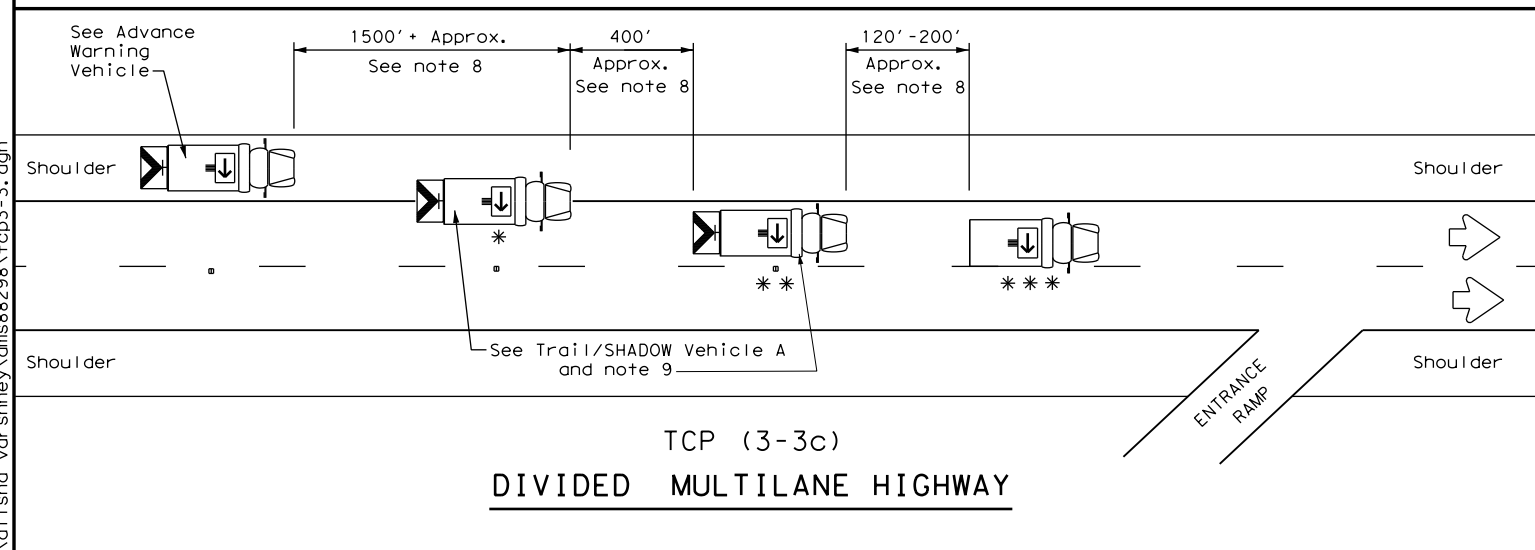 See Advance
Warning
Vehicle
1500'+ Approx.
See note 8
400'
Approx.
See note 8
120'-200'
Approx.
See note 8
Shoulder
Shoulder
*
**
***
See Trail/SHADOW Vehicle A
and note 9
Shoulder
Shoulder
ENTRANCE
RAMP
TCP (3-3c)
DIVIDED MULTILANE HIGHWAY